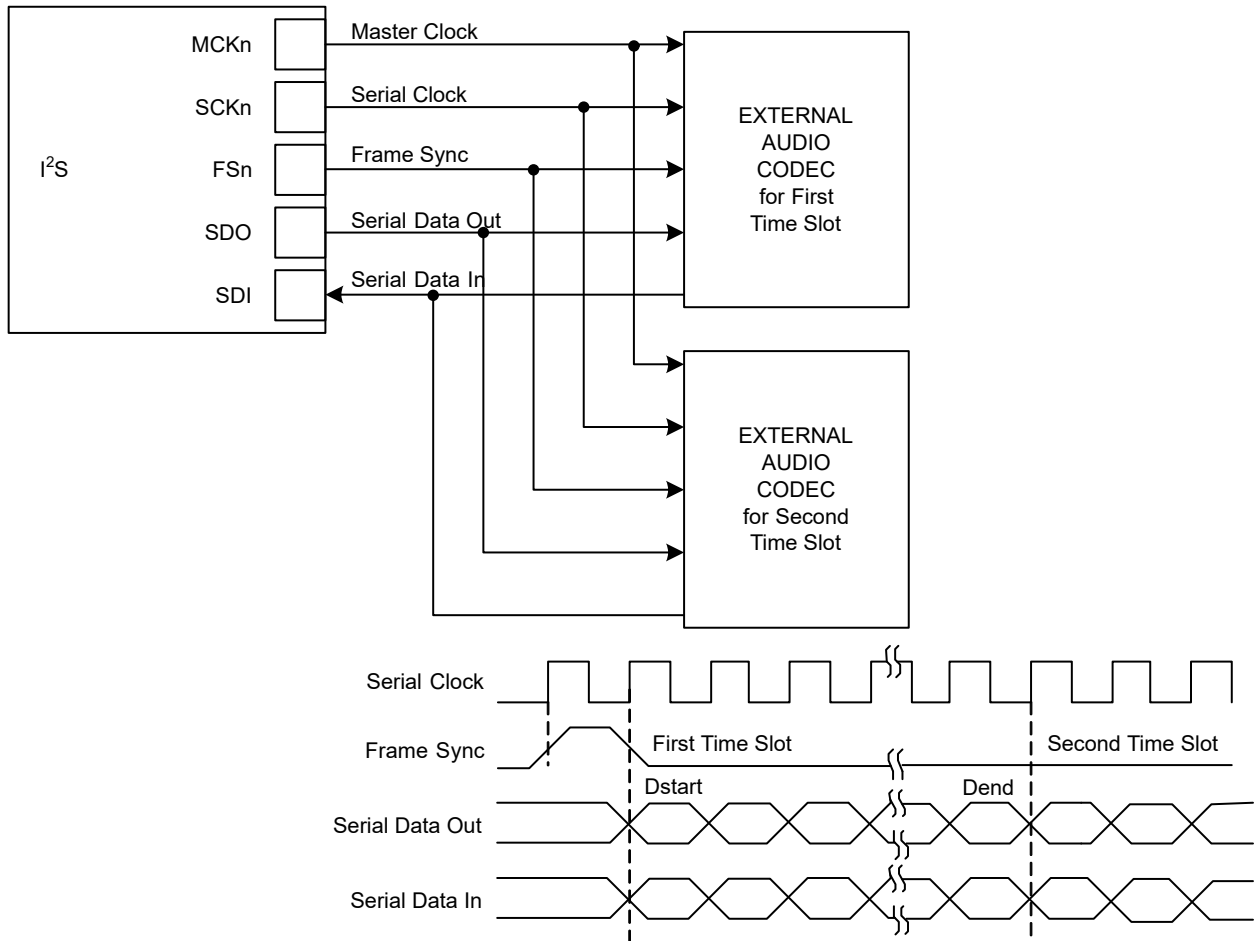 I²S
MCKn
SCKn
FSn
SDO
SDI
Master Clock
Serial Clock
Frame Sync
Serial Data Out
Serial Data In
EXTERNAL
AUDIO
CODEC
for First
Time Slot
EXTERNAL
AUDIO
CODEC
for Second
Time Slot
Serial Clock
Frame Sync
First Time Slot
Second Time Slot
Dstart
Dend
Serial Data Out
Serial Data In